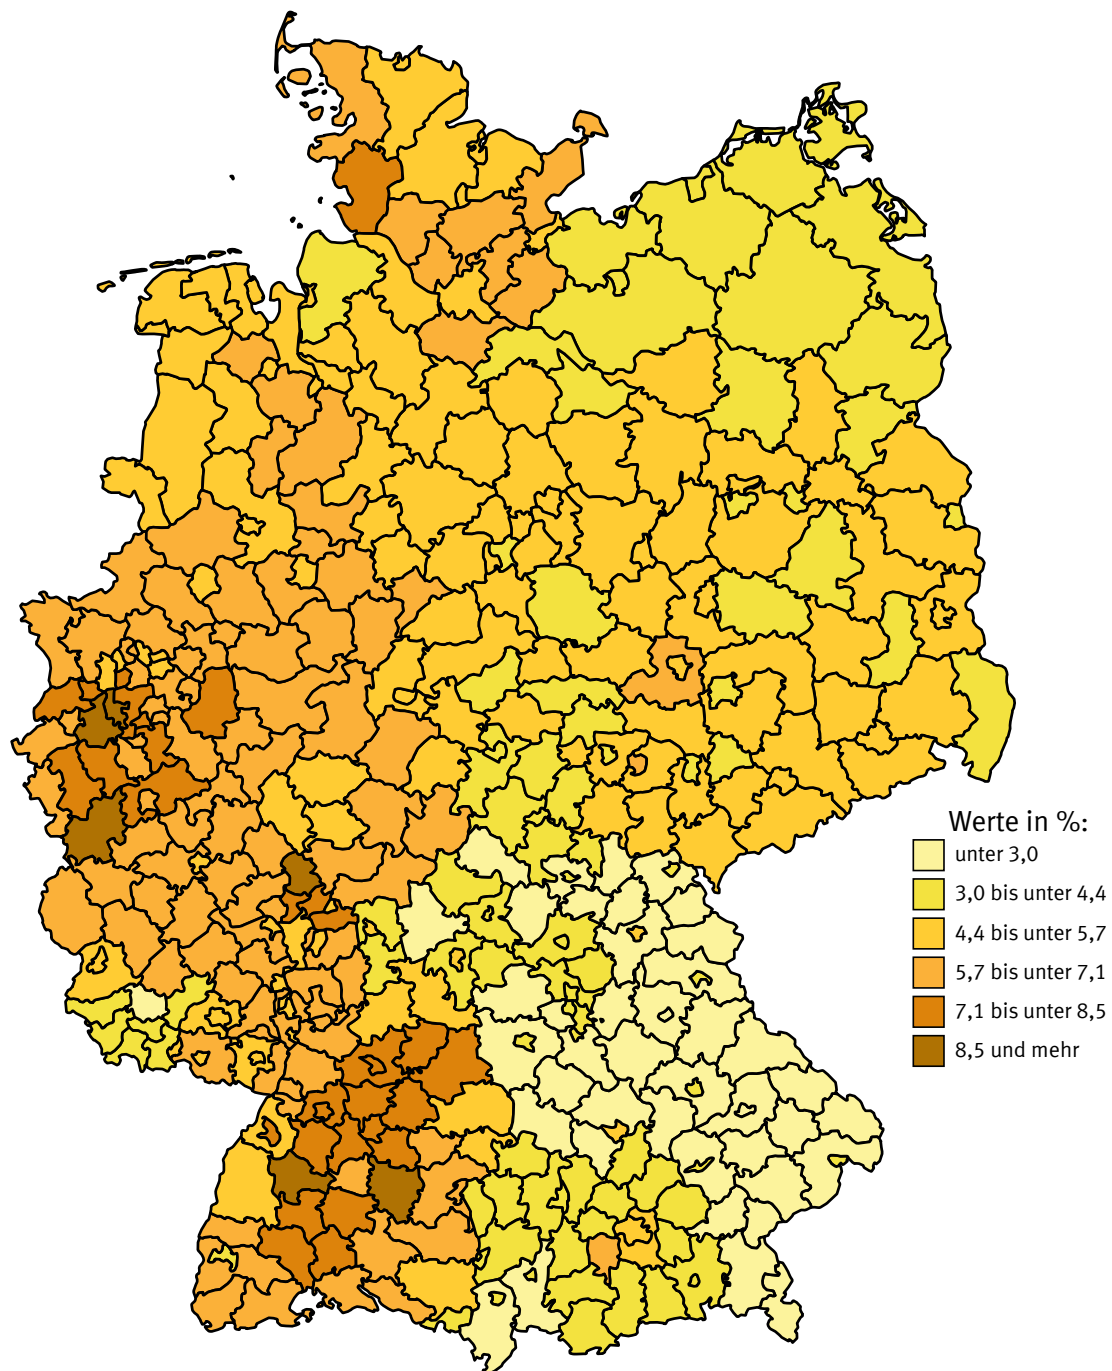 Werte in %:
unter 3,0
3,0 bis unter 4,4
4,4 bis unter 5,7
5,7 bis unter 7,1
7,1 bis unter 8,5
8,5 und mehr